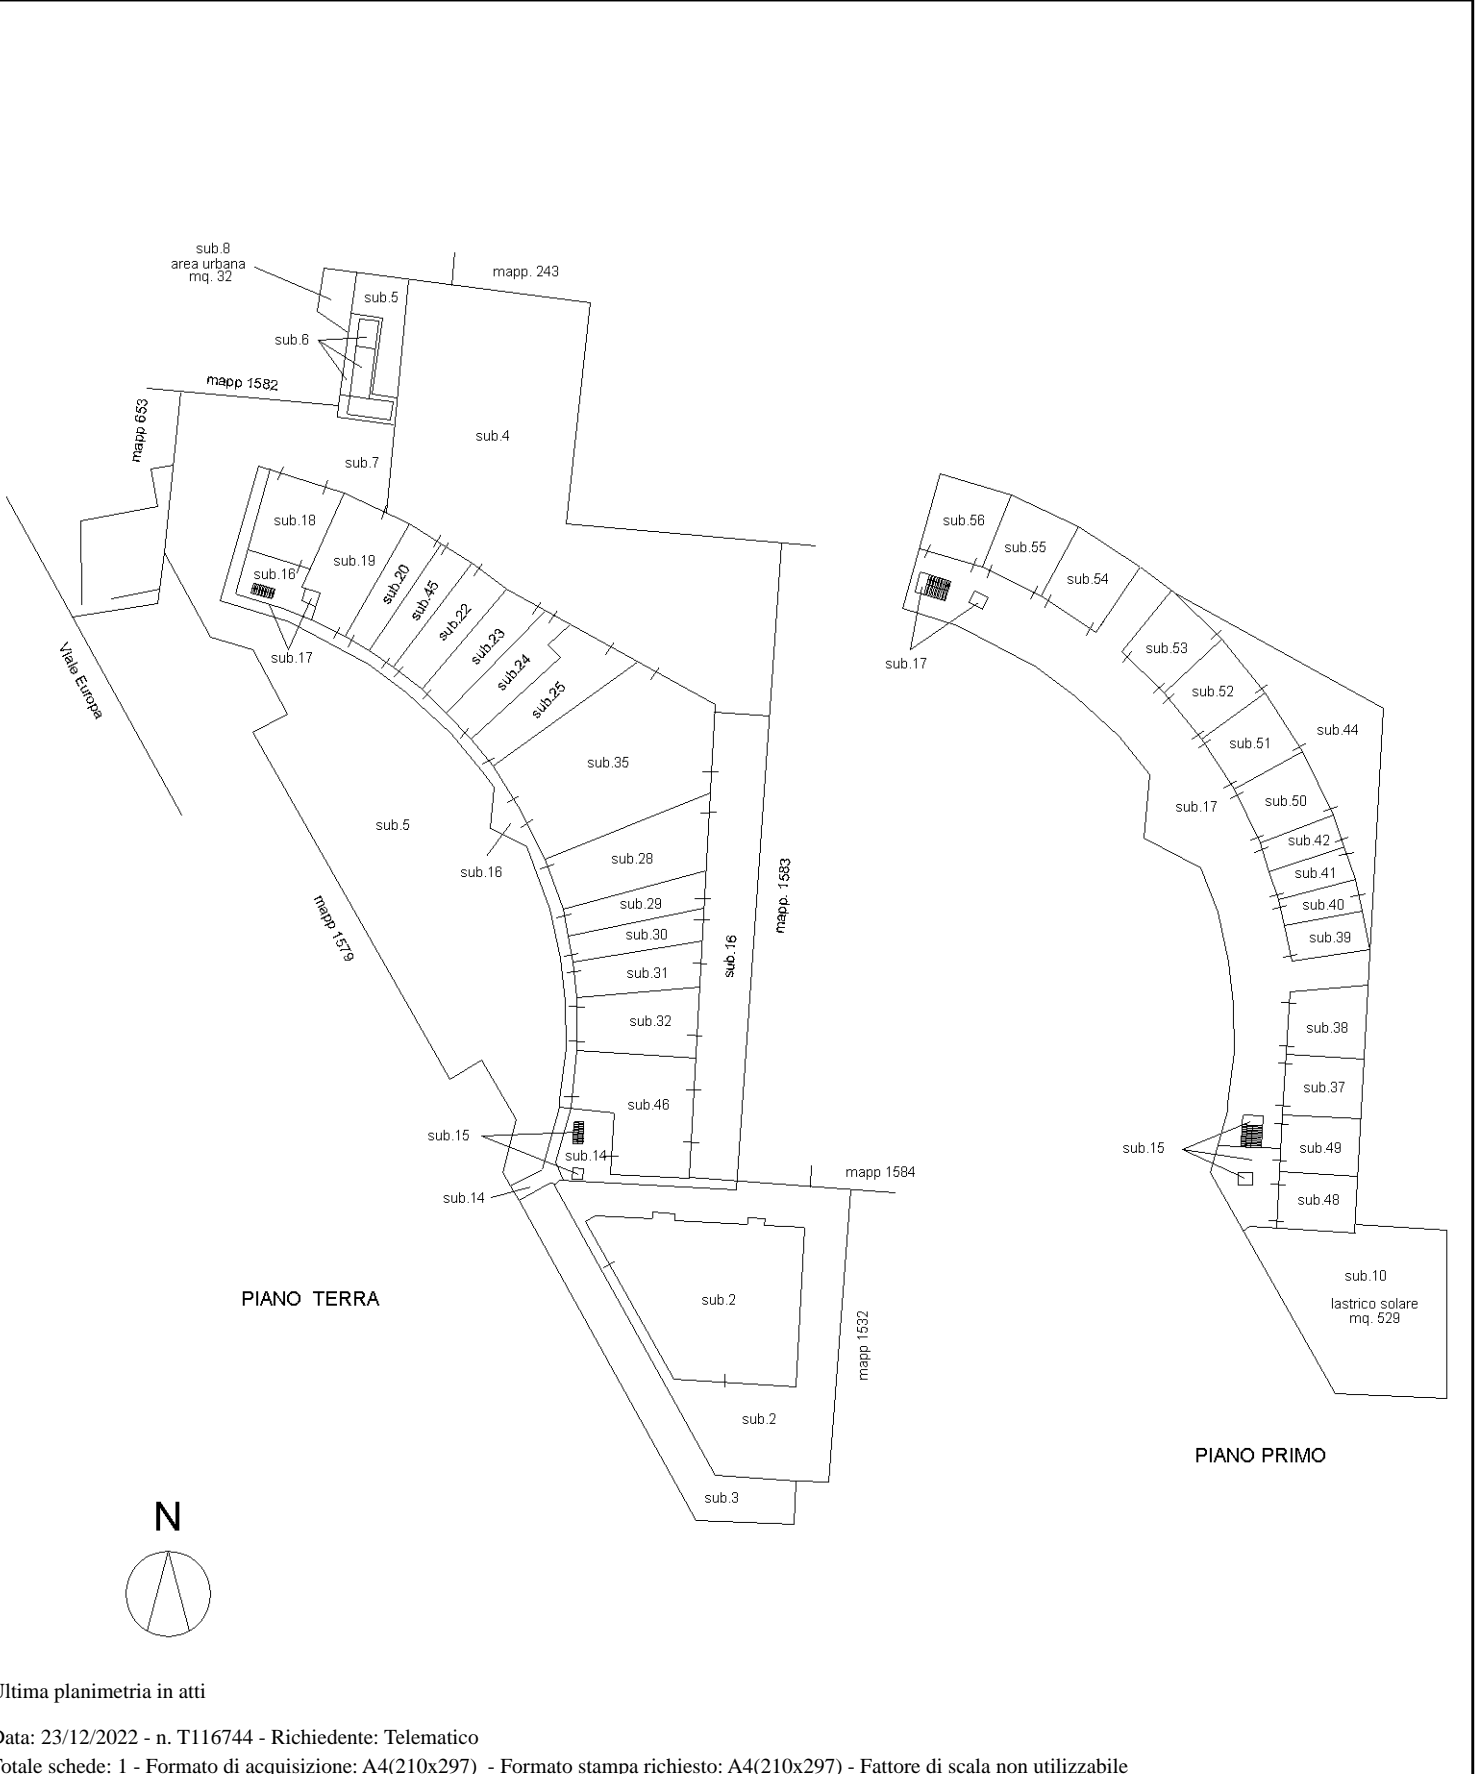 sub.8
area urbana
mq. 32
mapp. 243
sub.5
sub.6
mapp 1582
mapp 653
sub.4
sub.7
sub.18
sub.19
sub.16
sub.20
sub.45
sub.22
sub.23
sub.24
sub.25
sub.17
Viale Europa
sub.35
sub.5
sub.28
sub.16
sub.29
sub.30
sub.31
sub.32
sub.46
mapp 1579
sub.16
mapp. 1583
sub.15
sub.14
sub.14
mapp 1584
sub.2
mapp 1532
sub.2
sub.3
PIANO TERRA
sub.56
sub.55
sub.54
sub.17
sub.53
sub.52
sub.51
sub.44
sub.17
sub.50
sub.42
sub.41
sub.40
sub.39
sub.38
sub.37
sub.15
sub.49
sub.48
sub.10
lastrico solare
mq. 529
PIANO PRIMO
N
Ultima planimetria in atti
Data: 23/12/2022 - n. T116744 - Richiedente: Telematico
Totale schede: 1 - Formato di acquisizione: A4(210x297) - Formato stampa richiesto: A4(210x297) - Fattore di scala non utilizzabile